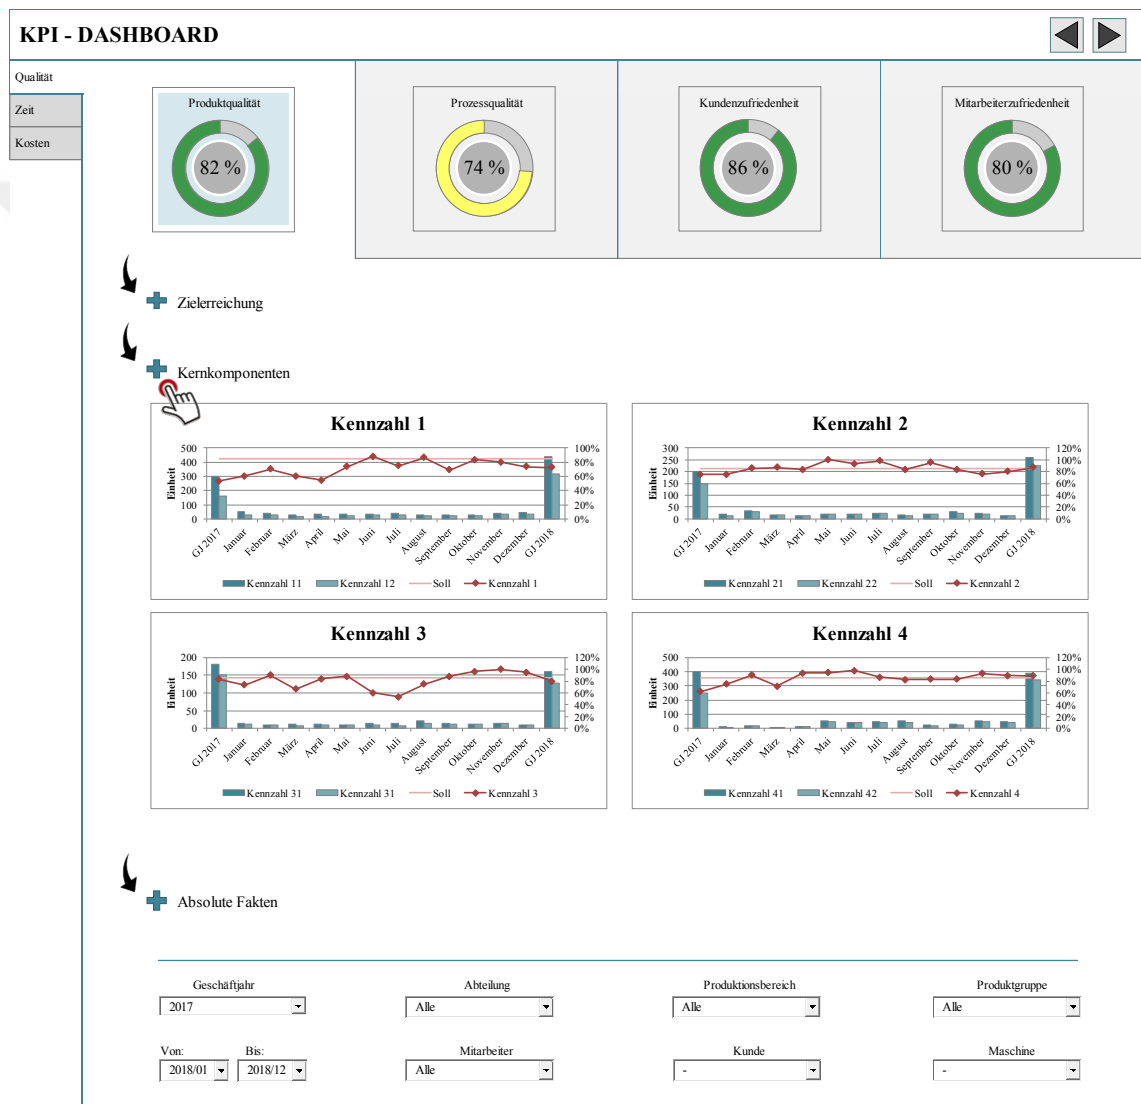 KPI - DASHBOARD
Qualität
Zeit
Kosten
Produktqualität
82 %
Prozessqualität
74 %
Kundenzufriedenheit
86 %
Mitarbeiterzufriedenheit
80 %
Zielerreichung
Kernkomponenten
Kennzahl 1
Einheit
500
400
300
200
100
0
100%
80%
60%
40%
20%
0%
GJ 2017
Januar
Februar
März
April
Mai
Juni
Juli
August
September
Oktober
November
Dezember
GJ 2018
Kennzahl 11 Kennzahl 12 Soll Kennzahl 1
Kennzahl 2
Einheit
300
250
200
150
100
50
0
120%
100%
80%
60%
40%
20%
0%
GJ 2017
Januar
Februar
März
April
Mai
Juni
Juli
August
September
Oktober
November
Dezember
GJ 2018
Kennzahl 21 Kennzahl 22 Soll Kennzahl 2
Kennzahl 3
Einheit
200
150
100
50
0
120%
100%
80%
60%
40%
20%
0%
GJ 2017
Januar
Februar
März
April
Mai
Juni
Juli
August
September
Oktober
November
Dezember
GJ 2018
Kennzahl 31 Kennzahl 31 Soll Kennzahl 3
Kennzahl 4
Einheit
500
400
300
200
100
0
120%
100%
80%
60%
40%
20%
0%
GJ 2017
Januar
Februar
März
April
Mai
Juni
Juli
August
September
Oktober
November
Dezember
GJ 2018
Kennzahl 41 Kennzahl 42 Soll Kennzahl 4
Absolute Fakten
Geschäftjahr
2017
Abteilung
Alle
Produktionsbereich
Alle
Produktgruppe
Alle
Von: Bis:
2018/01 2018/12
Mitarbeiter
Alle
Kunde
-
Maschine
-